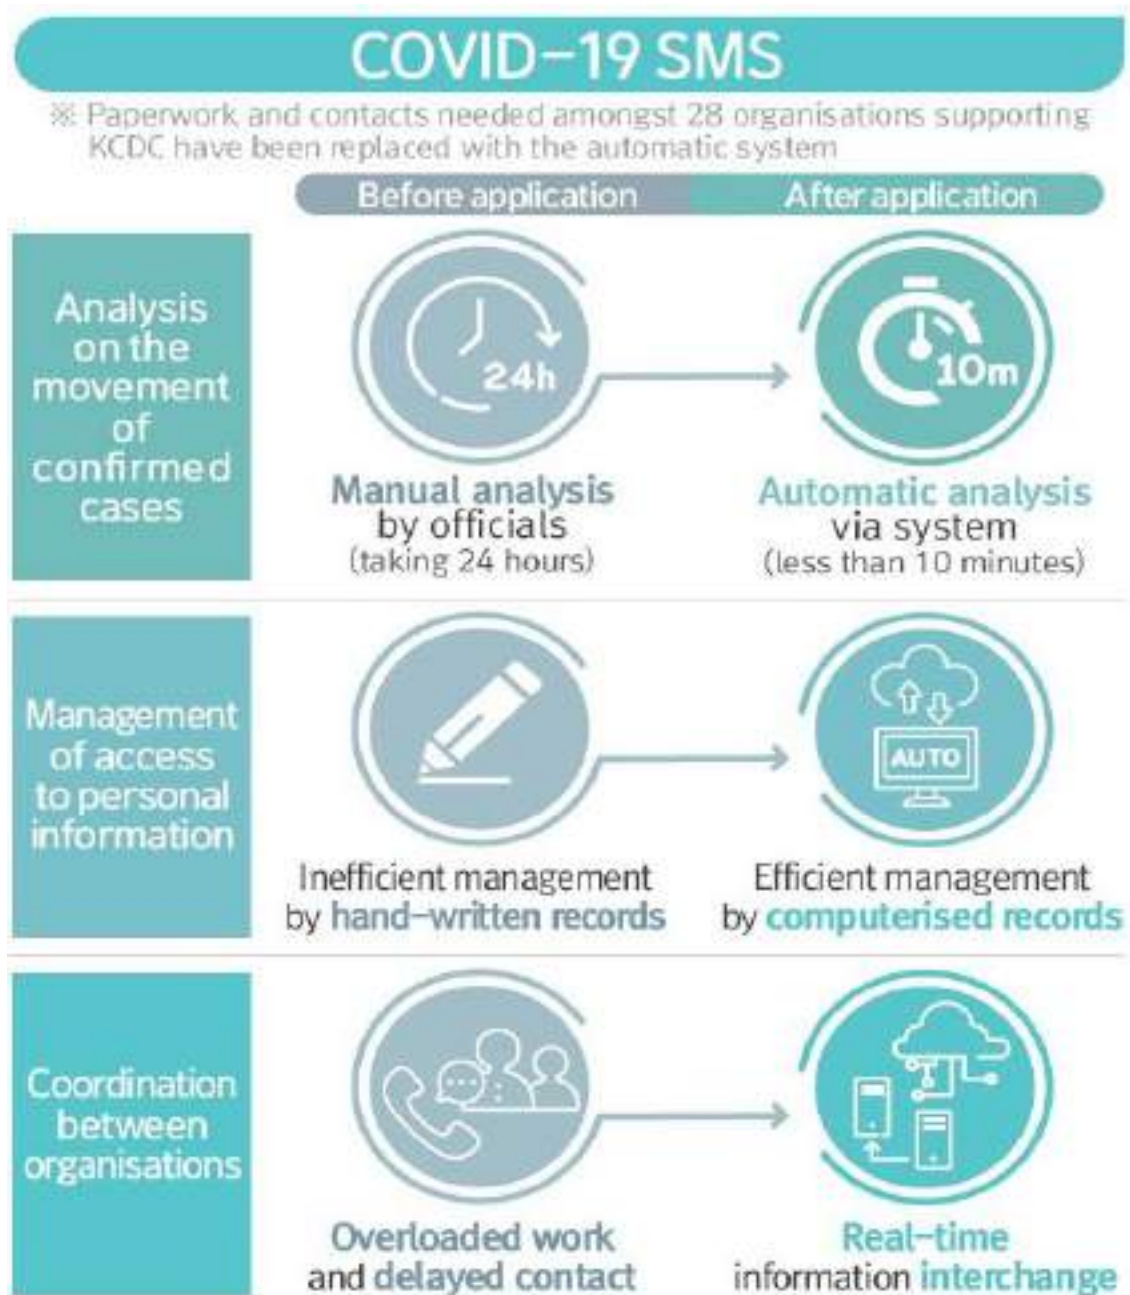 COVID-19 SMS
※ Paperwork and contacts needed amongst 28 organisations supporting
KCDC have been replaced with the automatic system
Before application
After application
Analysis
on the
movement
of
confirmed
cases
24h
10m
Manual analysis
by officials
(taking 24 hours)
Automatic analysis
via system
(less than 10 minutes)
Management
of access
to personal
information
AUTO
Inefficient management
by hand-written records
Efficient management
by computerised records
Coordination
between
organisations
Overloaded work
and delayed contact
Real-time
information interchange